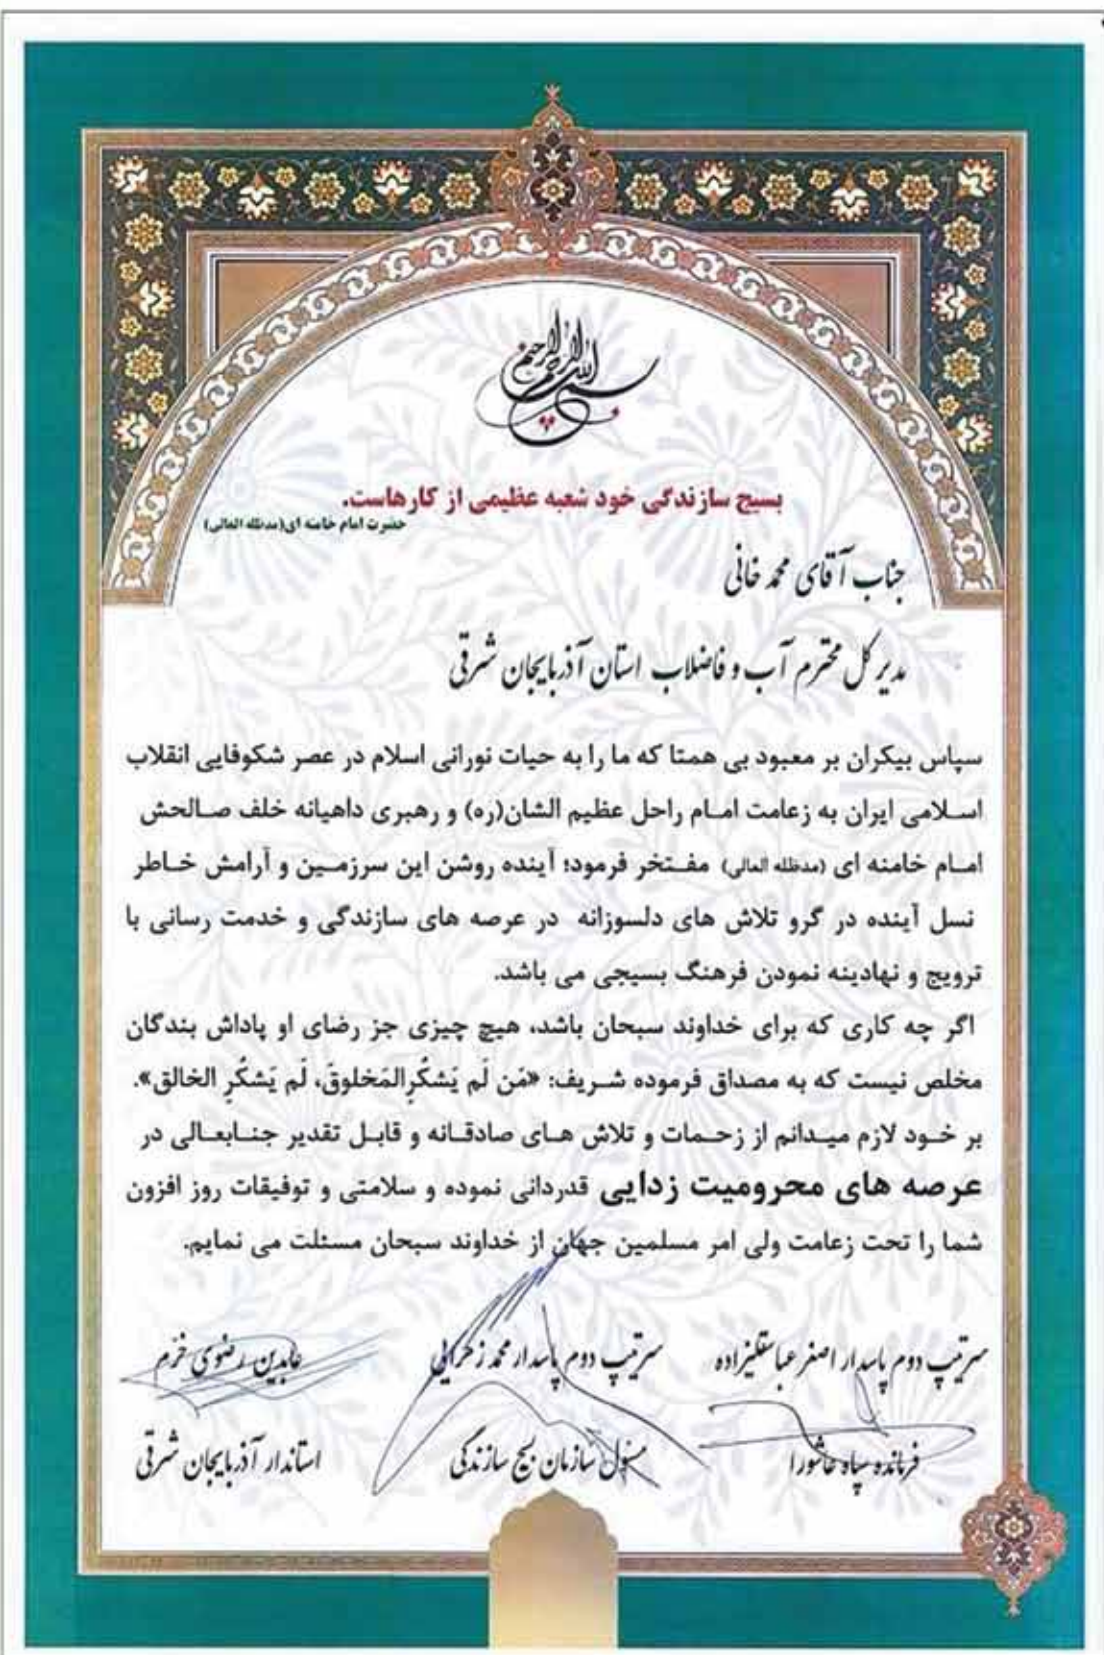 بسم الله الرحمن الرحیم
بسیج سازندگی خود شعبه عظیمی از کارهاست.
حضرت امام خامنه ای(مدظله العالی)
جناب آقای محمد خانی
مدیر کل محترم آب و فاضلاب استان آذربایجان شرقی
سپاس بیکران بر معبود بی همتا که ما را به حیات نورانی اسلام در عصر شکوفایی انقلاب
اسلامی ایران به زعامت امام راحل عظیم الشان(ره) و رهبری داهیانه خلف صالحش
امام خامنه ای (مدظله العالی) مفتخر فرمود؛ آینده روشن این سرزمین و آرامش خاطر
نسل آینده در گرو تلاش های دلسوزانه در عرصه های سازندگی و خدمت رسانی با
ترویج و نهادینه نمودن فرهنگ بسیجی می باشد.
اگر چه کاری که برای خداوند سبحان باشد، هیچ چیزی جز رضای او پاداش بندگان
مخلص نیست که به مصداق فرموده شریف: «مَن لَم یَشکُرِالمَخلوقَ، لَم یَشکُرِ الخالق».
بر خود لازم میدانم از زحمات و تلاش های صادقانه و قابل تقدیر جنابعالی در
عرصه های محرومیت زدایی قدردانی نموده و سلامتی و توفیقات روز افزون
شما را تحت زعامت ولی امر مسلمین جهان از خداوند سبحان مسئلت می نمایم.
سرتیپ دوم پاسدار اصغر عباسقلیزاده
فرمانده سپاه عاشورا
سرتیپ دوم پاسدار محمد زهرائی
مسئول سازمان بسیج سازندگی
عابدین رضوی خرم
استاندار آذربایجان شرقی